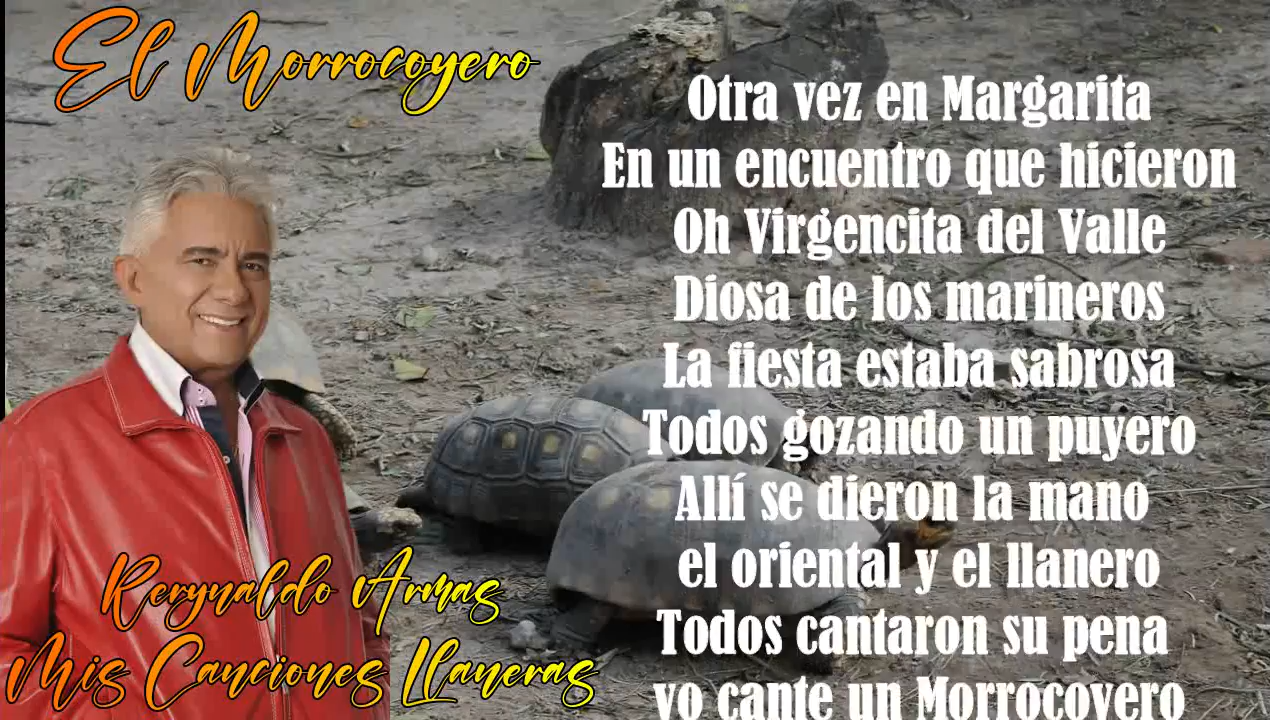 El Morrocoyero
Otra vez en Margarita
En un encuentro que hicieron
Oh Virgencita del Valle
Diosa de los marineros
La fiesta estaba sabrosa
Todos gozando un puyero
Allí se dieron la mano
el oriental y el llanero
Todos cantaron su pena
yo cante un Morrocoyero
Rerynaldo Armas
Mis Canciones Llaneras